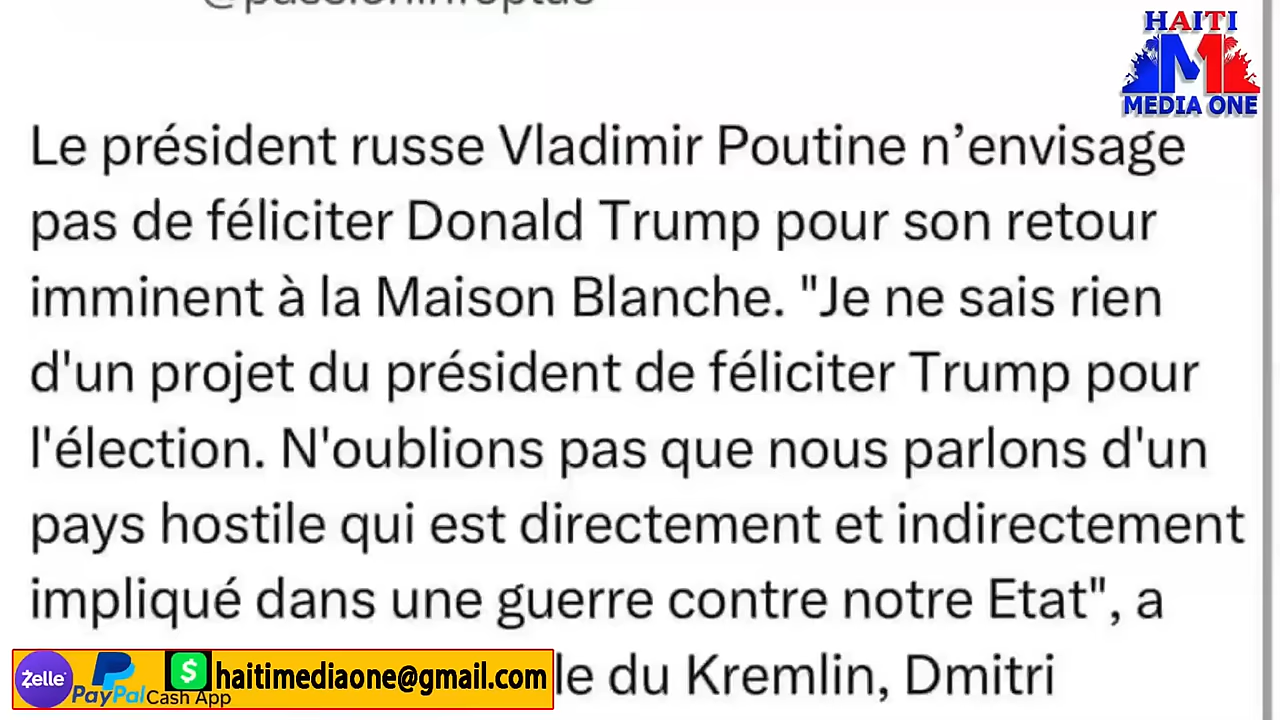 HAITI
M
MEDIA ONE
Le président russe Vladimir Poutine n’envisage
pas de féliciter Donald Trump pour son retour
imminent à la Maison Blanche. "Je ne sais rien
d'un projet du président de féliciter Trump pour
l'élection. N'oublions pas que nous parlons d'un
pays hostile qui est directement et indirectement
impliqué dans une guerre contre notre Etat", a
le du Kremlin, Dmitri
Zelle PayPal $ Cash App haitimediaone@gmail.com